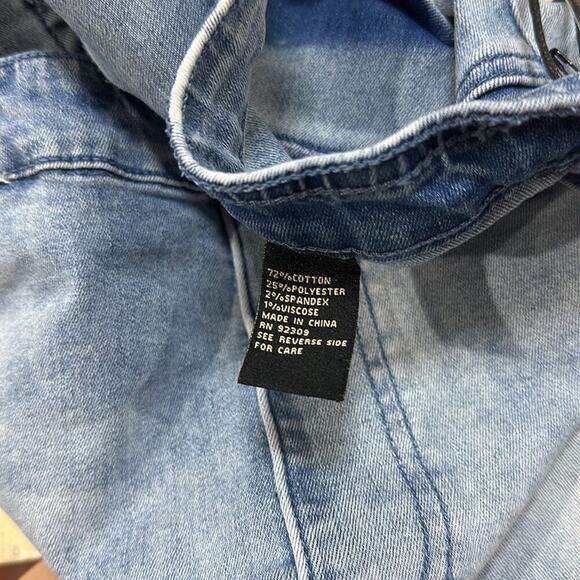 72%COTTON
25%POLYESTER
2%SPANDEX
1%VISCOSE
MADE IN CHINA
RN 92309
SEE REVERSE SIDE
FOR CARE